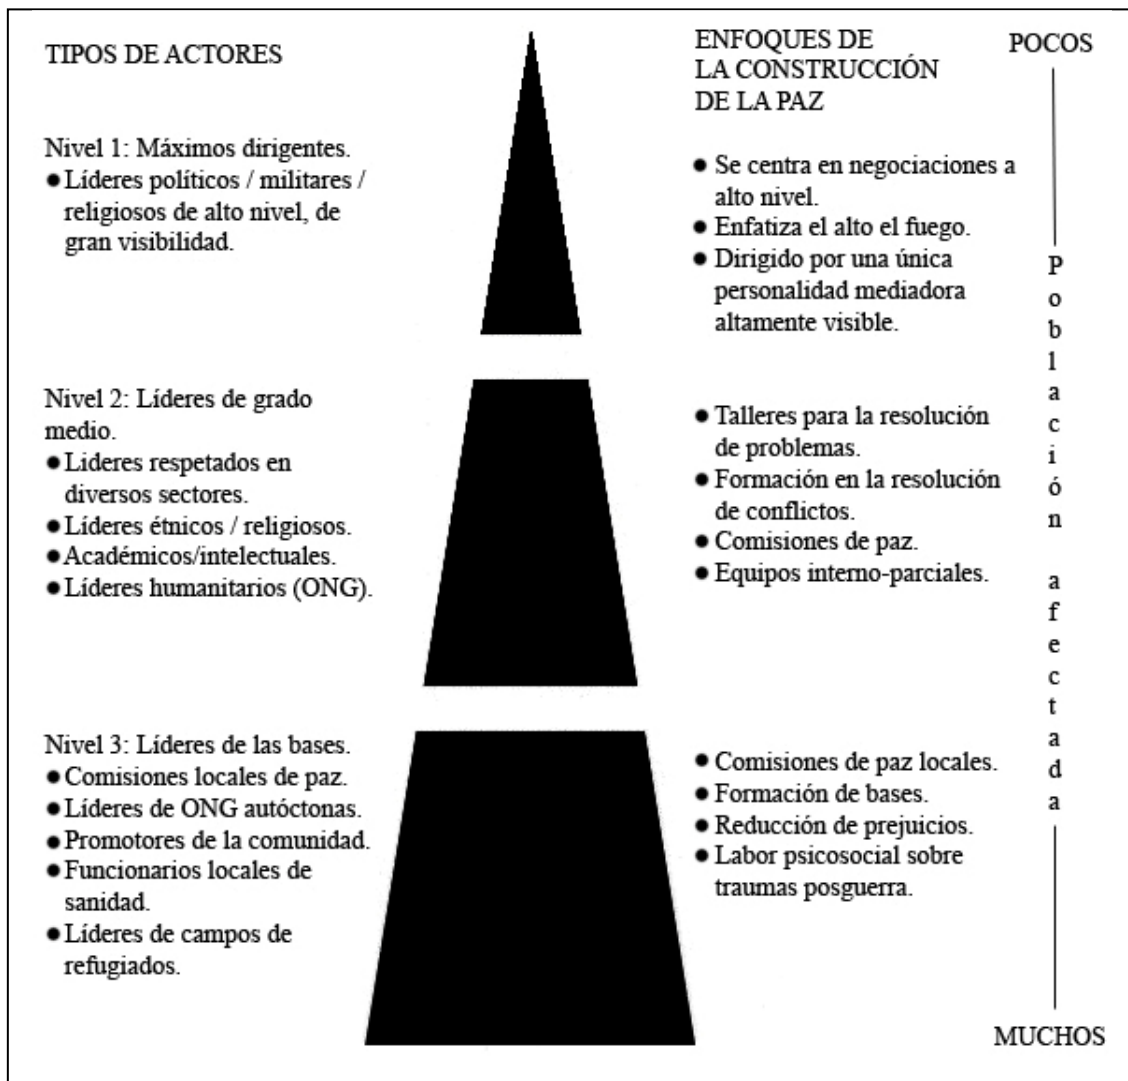 TIPOS DE ACTORES
Nivel 1: Máximos dirigentes.
● Líderes políticos / militares /
religiosos de alto nivel, de
gran visibilidad.
Nivel 2: Líderes de grado
medio.
● Lideres respetados en
diversos sectores.
● Líderes étnicos / religiosos.
● Académicos/intelectuales.
● Líderes humanitarios (ONG).
Nivel 3: Líderes de las bases.
● Comisiones locales de paz.
● Líderes de ONG autóctonas.
● Promotores de la comunidad.
● Funcionarios locales de
sanidad.
● Líderes de campos de
refugiados.
ENFOQUES DE
LA CONSTRUCCIÓN
DE LA PAZ
● Se centra en negociaciones a
alto nivel.
● Enfatiza el alto el fuego.
● Dirigido por una única
personalidad mediadora
altamente visible.
● Talleres para la resolución
de problemas.
● Formación en la resolución
de conflictos.
● Comisiones de paz.
● Equipos interno-parciales.
● Comisiones de paz locales.
● Formación de bases.
● Reducción de prejuicios.
● Labor psicosocial sobre
traumas posguerra.
POCOS
Población afectada
MUCHOS